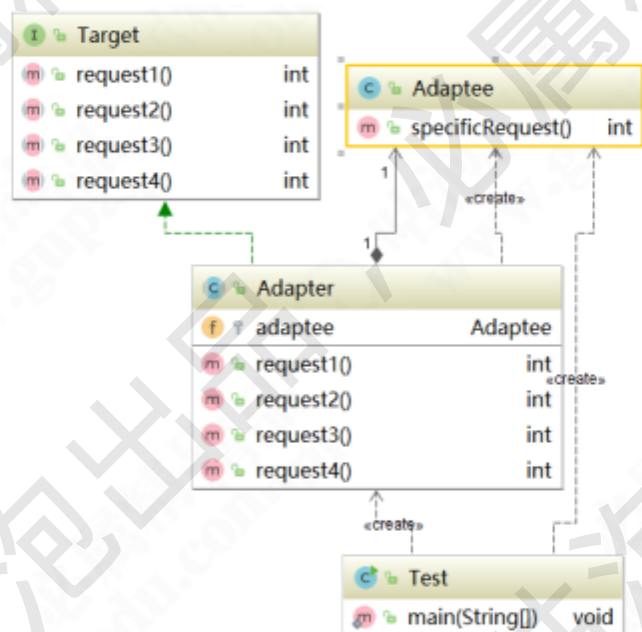 Target
request1() int
request2() int
request3() int
request4() int
Adaptee
specificRequest() int
1
«create»
1
Adapter
adaptee Adaptee
request1() int
«create»
request2() int
request3() int
request4() int
«create»
Test
main(String[]) void